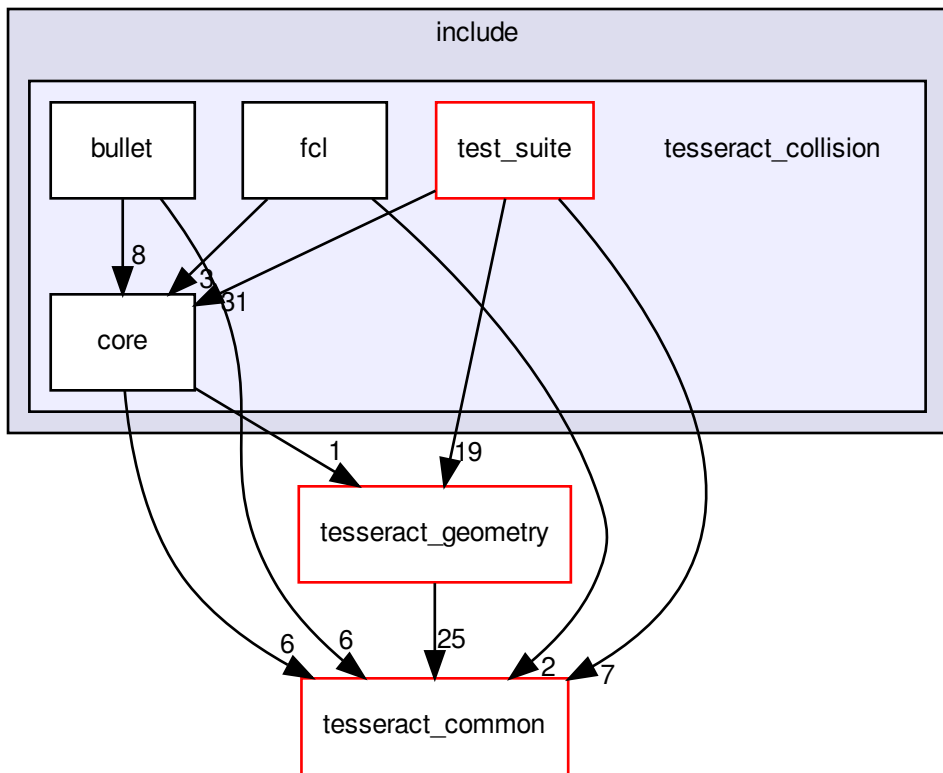 include
bullet
fcl
test_suite
tesseract_collision
8
3
31
core
1
19
tesseract_geometry
6
6
25
2
7
tesseract_common